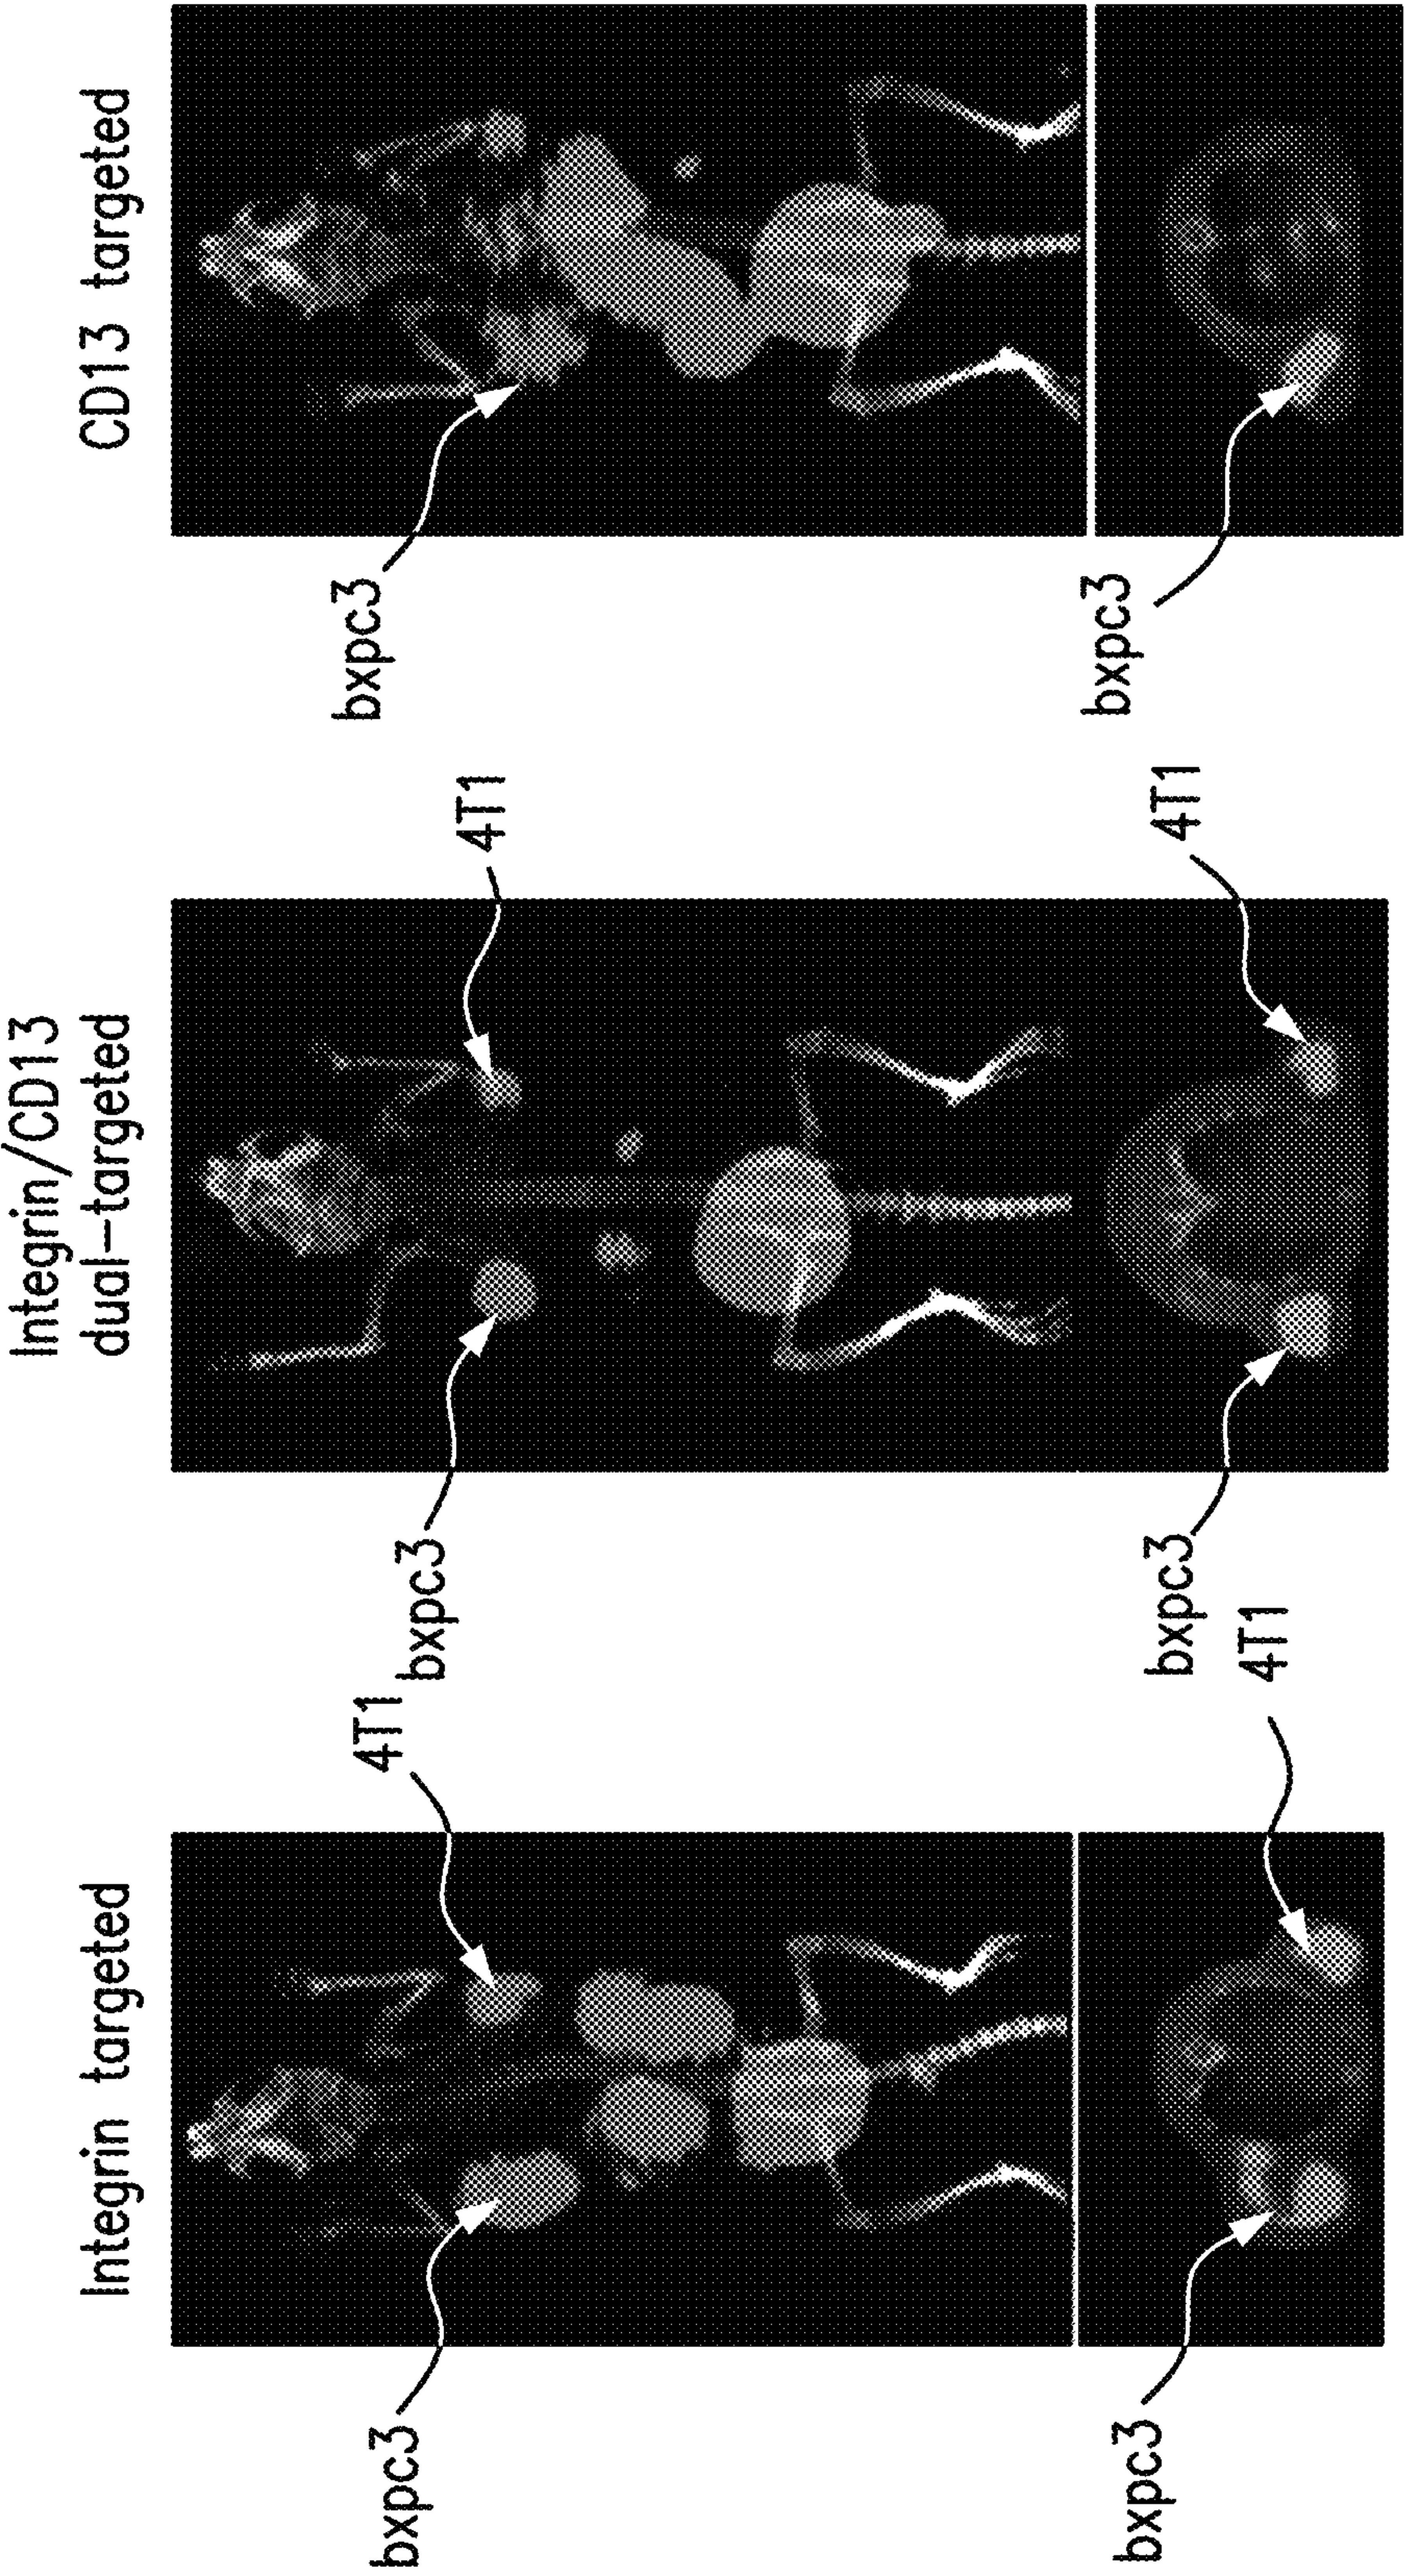 Integrin targeted
bxpc3
4T1
bxpc3
4T1
Integrin/CD13
dual-targeted
bxpc3
4T1
bxpc3
4T1
CD13 targeted
bxpc3
bxpc3